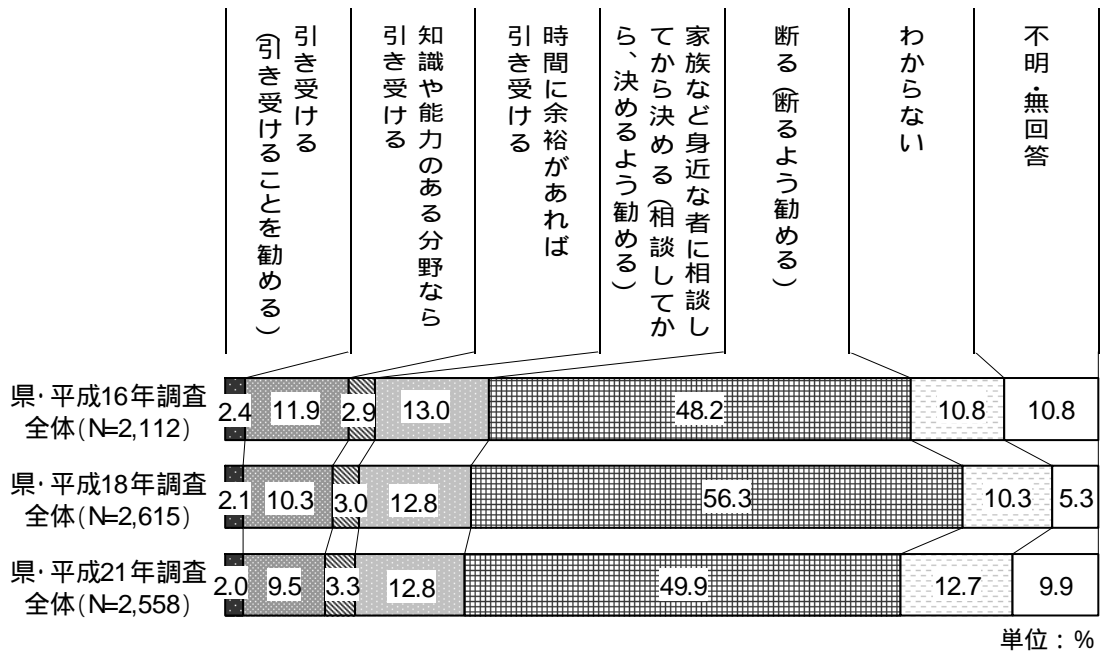 引き受ける
(引き受けることを勧める)
知識や能力のある分野なら
引き受ける
時間に余裕があれば
引き受ける
家族など身近な者に相談し
てから決める(相談してか
ら、決めるよう勧める)
断る(断るよう勧める)
わからない
不明・無回答
県・平成16年調査
全体(N=2,112)
2.4 11.9 2.9 13.0 48.2 10.8 10.8
県・平成18年調査
全体(N=2,615)
2.1 10.3 3.0 12.8 56.3 10.3 5.3
県・平成21年調査
全体(N=2,558)
2.0 9.5 3.3 12.8 49.9 12.7 9.9
単位：%